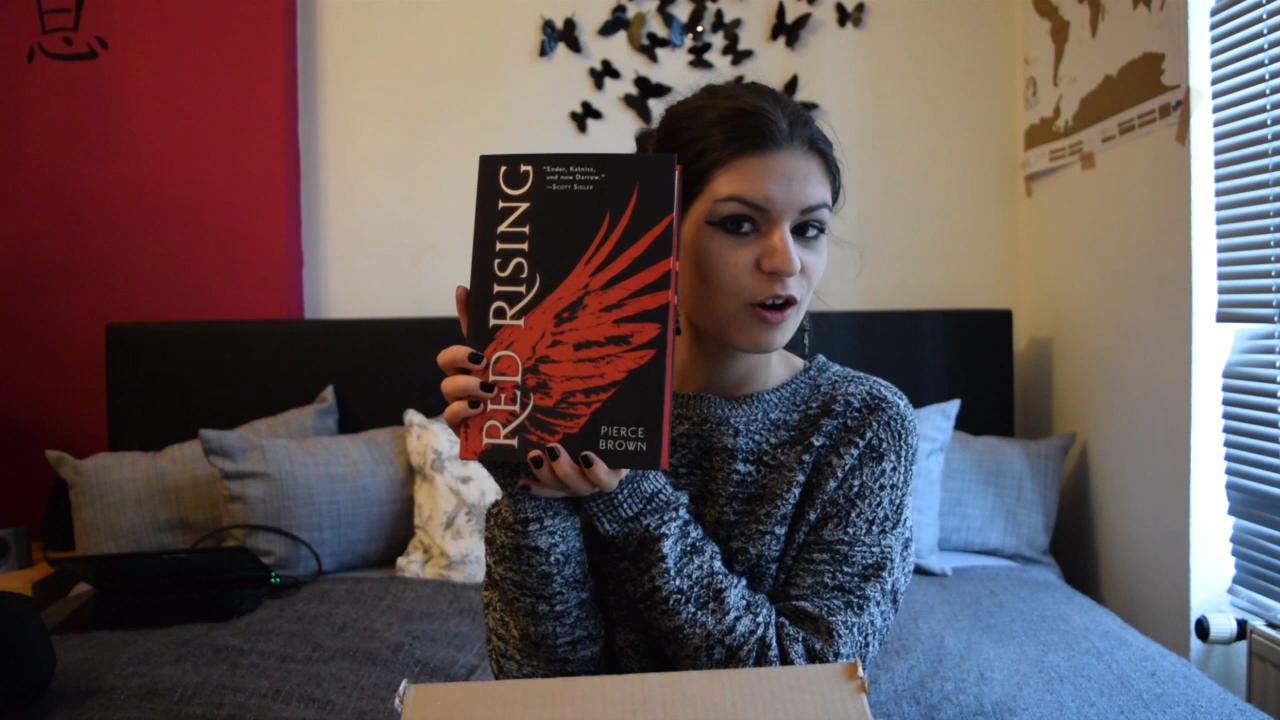 RED RISING
"Ender, Katniss,
and now Darrow."
—SCOTT SIGLER
PIERCE
BROWN